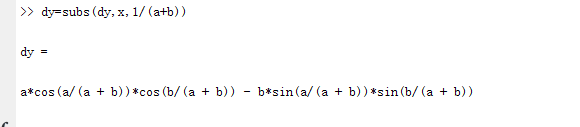 >> dy=subs(dy,x,1/(a+b))
dy =
a*cos(a/(a + b))*cos(b/(a + b)) - b*sin(a/(a + b))*sin(b/(a + b))